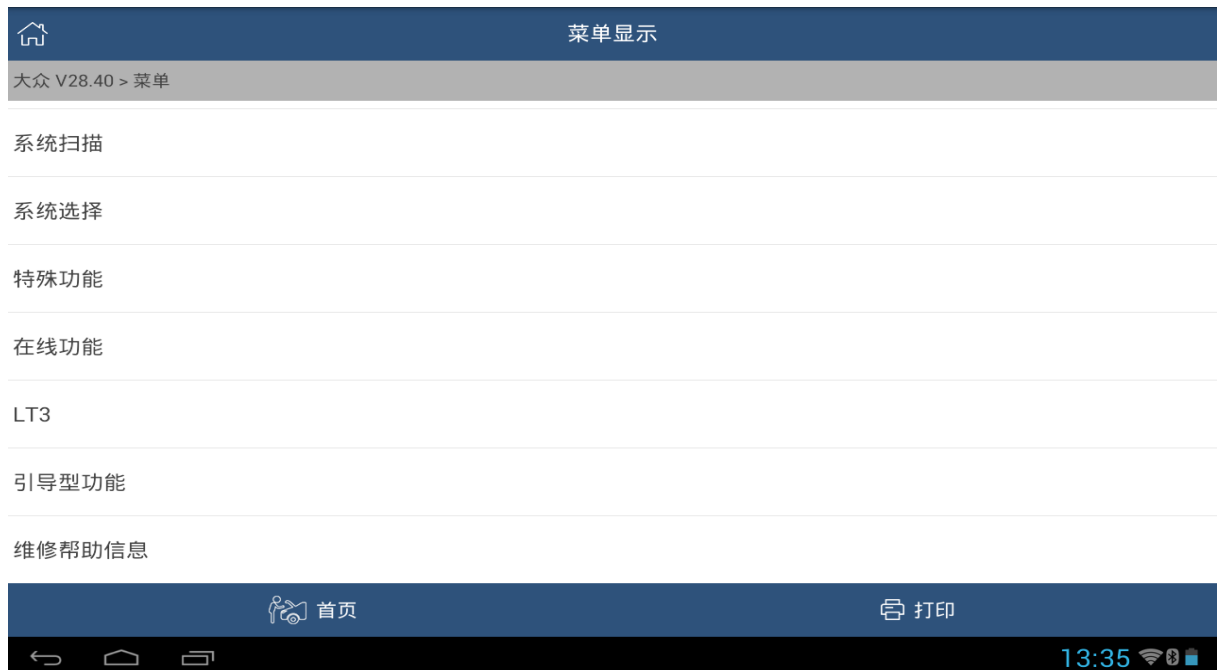 菜单显示
大众 V28.40 > 菜单
系统扫描
系统选择
特殊功能
在线功能
LT3
引导型功能
维修帮助信息
首页 打印
13:35